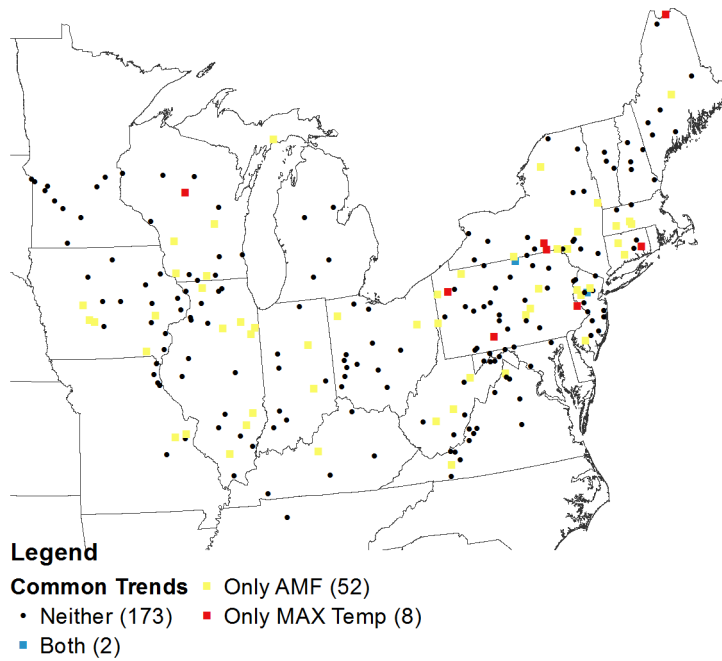 Legend
Common Trends
Neither (173)
Both (2)
Only AMF (52)
Only MAX Temp (8)